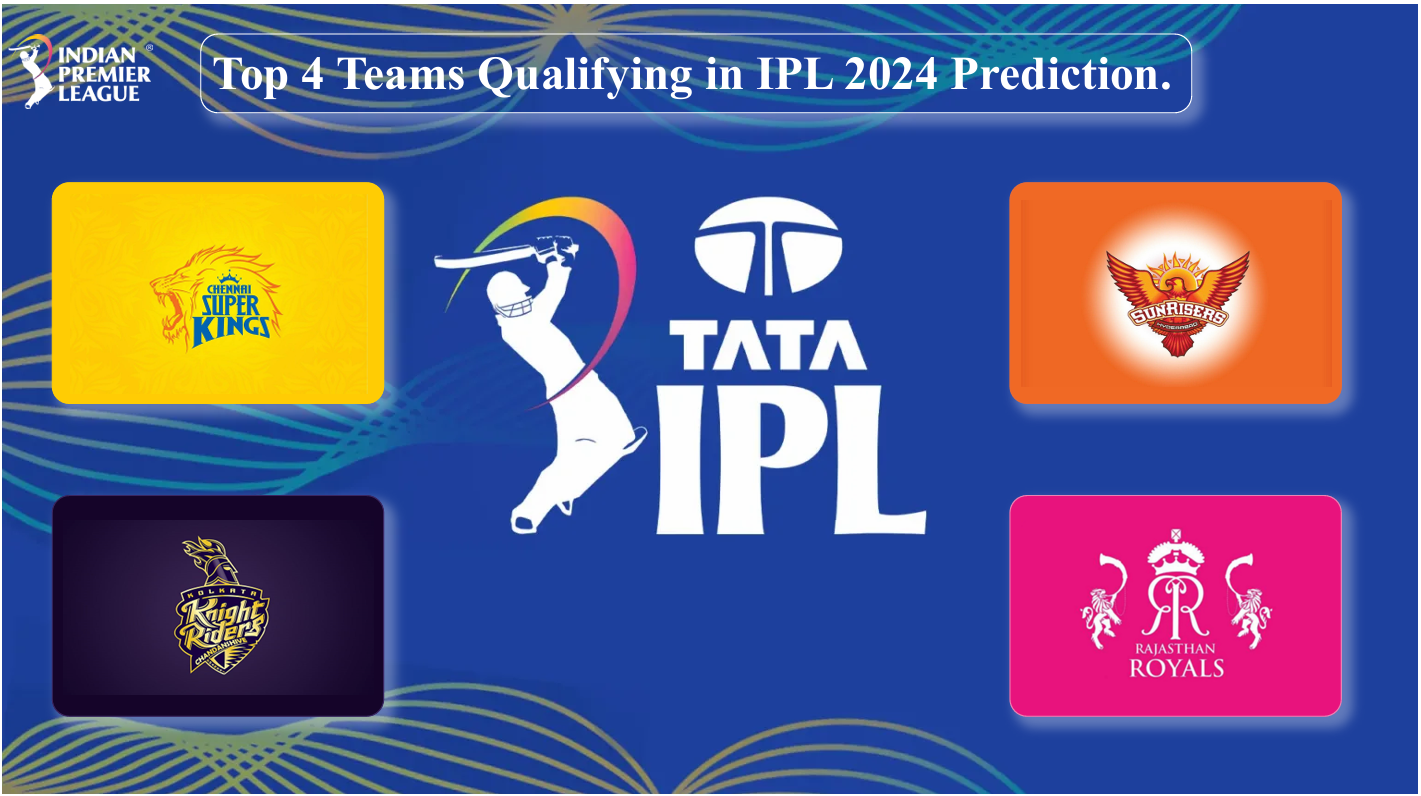 INDIAN ®
PREMIER
LEAGUE
Top 4 Teams Qualifying in IPL 2024 Prediction.
CHENNAI
SUPER
KINGS
TATA
IPL
SUNRISERS
HYDERABAD
KOLKATA
Knight
Riders
RAJASTHAN
ROYALS